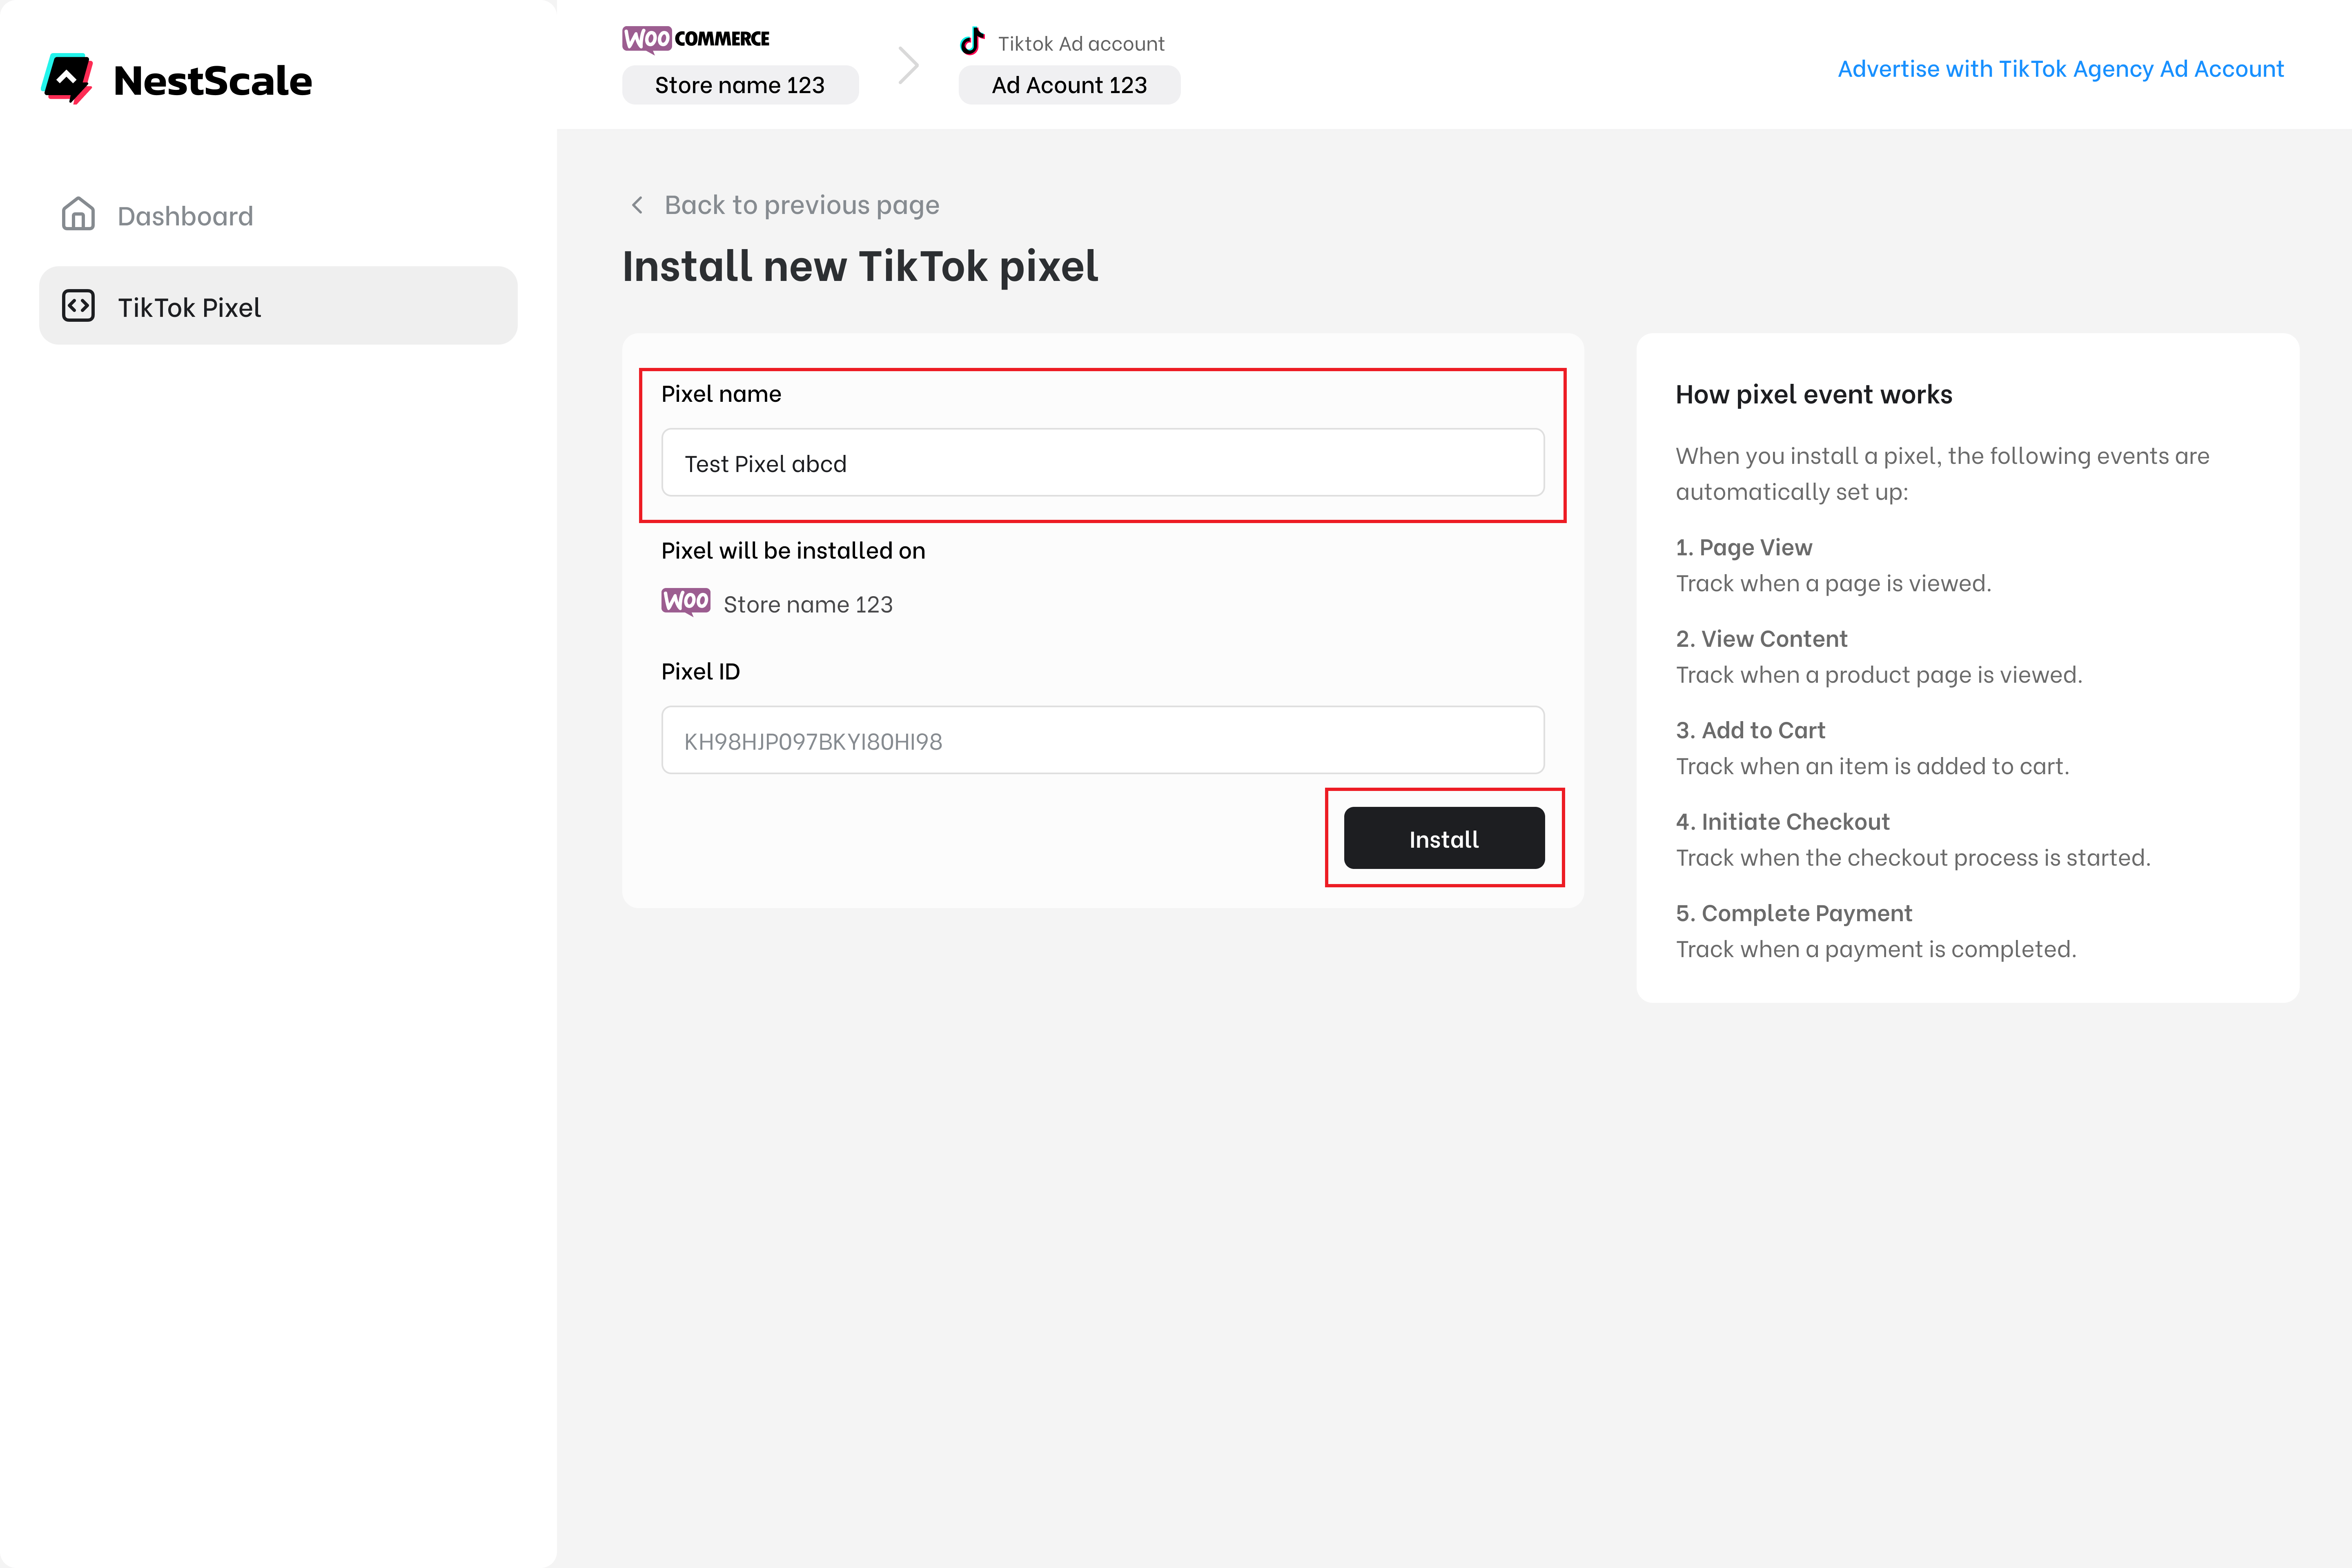 NestScale
Dashboard
TikTok Pixel
WOO COMMERCE
Store name 123
Tiktok Ad account
Ad Acount 123
Advertise with TikTok Agency Ad Account
Back to previous page
Install new TikTok pixel
Pixel name
Test Pixel abcd
Pixel will be installed on
WOO Store name 123
Pixel ID
KH98HJP097BKYI80HI98
Install
How pixel event works
When you install a pixel, the following events are
automatically set up:
1. Page View
Track when a page is viewed.
2. View Content
Track when a product page is viewed.
3. Add to Cart
Track when an item is added to cart.
4. Initiate Checkout
Track when the checkout process is started.
5. Complete Payment
Track when a payment is completed.